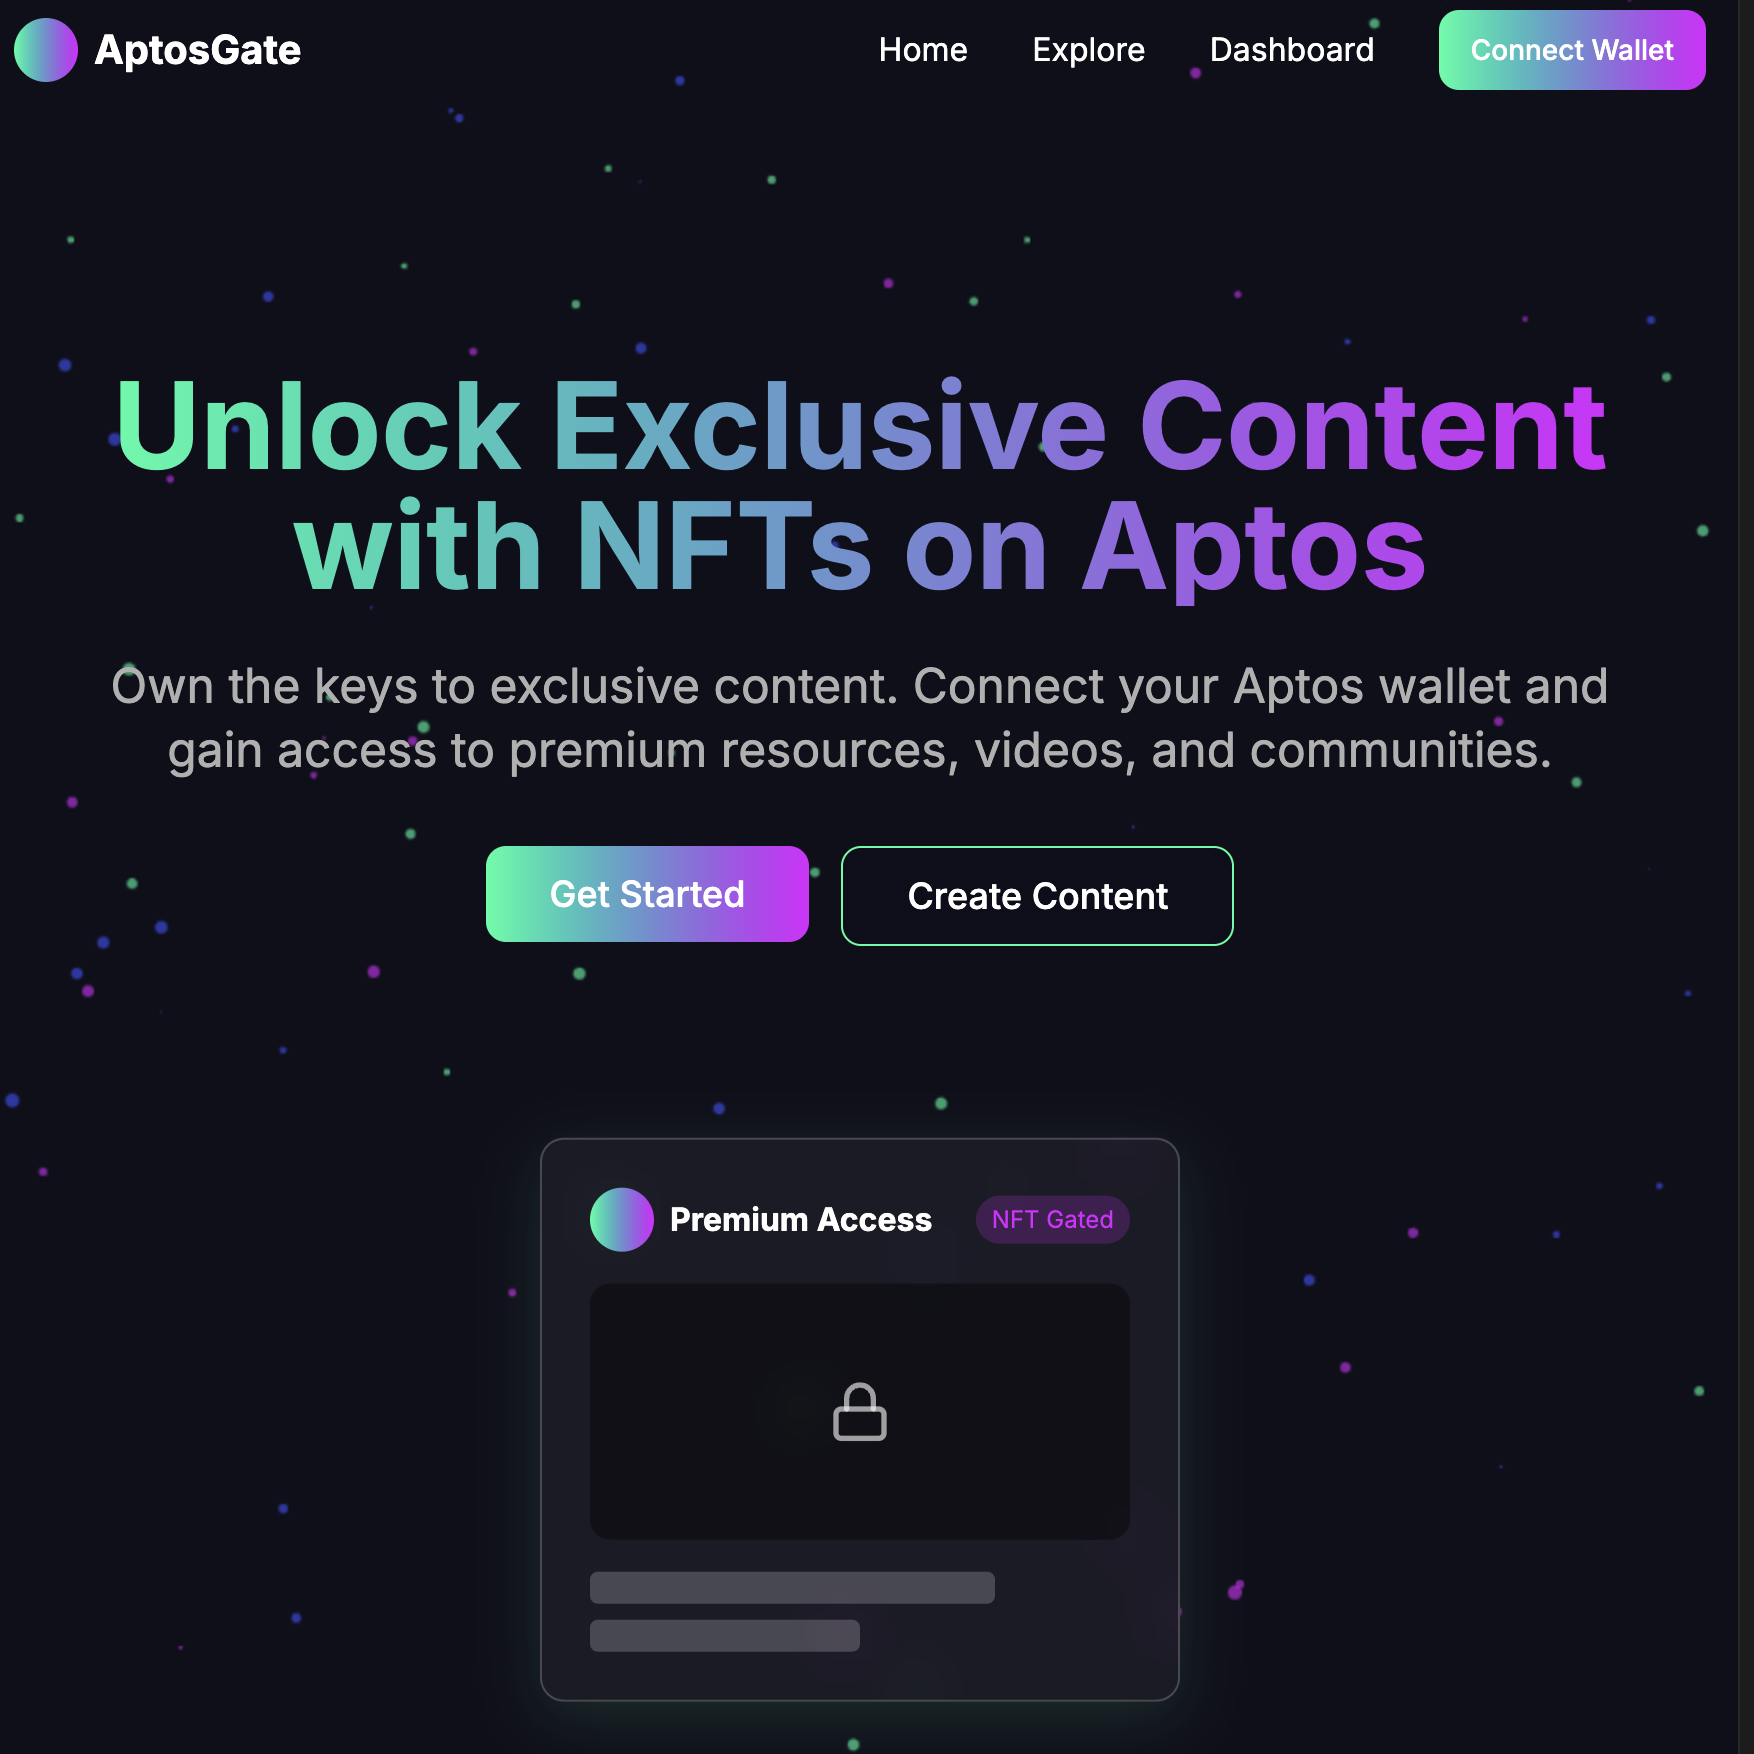 AptosGate
Home
Explore
Dashboard
Connect Wallet
Unlock Exclusive Content
with NFTs on Aptos
Own the keys to exclusive content. Connect your Aptos wallet and
gain access to premium resources, videos, and communities.
Get Started
Create Content
Premium Access
NFT Gated